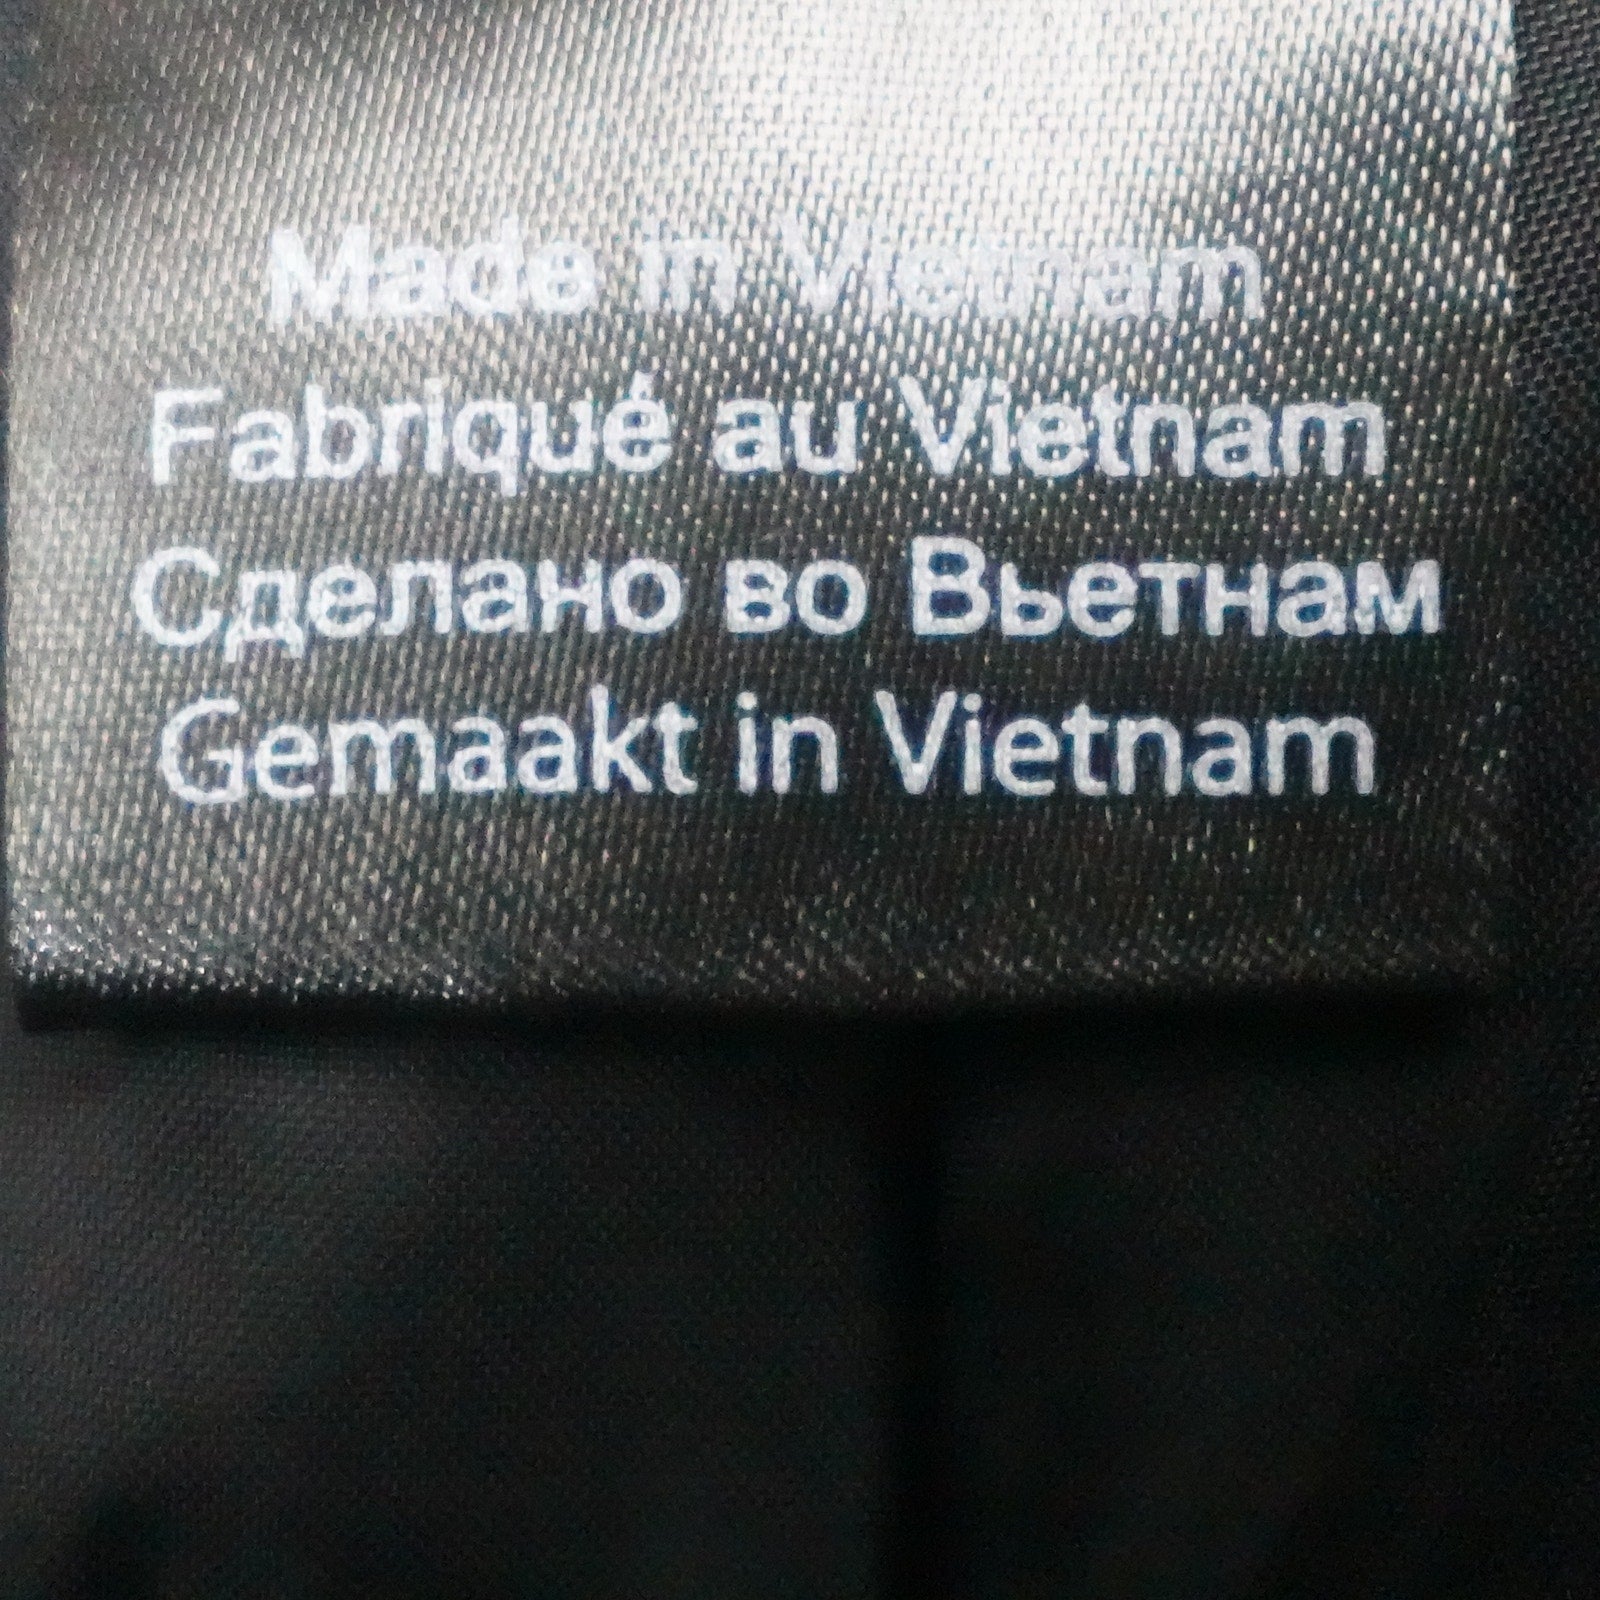 Made in Vietnam
Fabriqué au Vietnam
Сделано во Вьетнам
Gemaakt in Vietnam